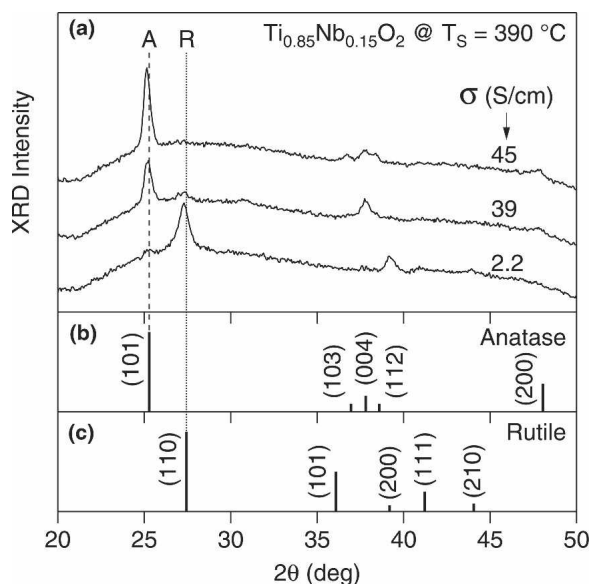 (a) A R Ti0.85Nb0.15O2 @ TS = 390 °C
σ (S/cm)
45
39
2.2
XRD Intensity
(b) Anatase
(101) (103) (004) (112) (200)
(c) Rutile
(110) (101) (200) (111) (210)
20 25 30 35 40 45 50
2θ (deg)